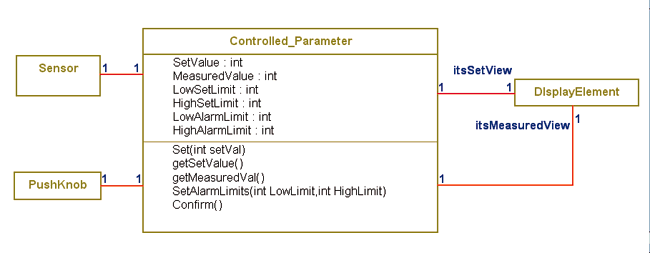 Controlled_Parameter
Sensor
1 1
SetValue : int
MeasuredValue : int
LowSetLimit : int
HighSetLimit : int
LowAlarmLimit : int
HighAlarmLimit : int
itsSetView
1 1
DisplayElement
1
itsMeasuredView
Set(int setVal)
getSetValue()
getMeasuredVal()
SetAlarmLimits(int LowLimit,int HighLimit)
Confirm()
PushKnob
1 1
1